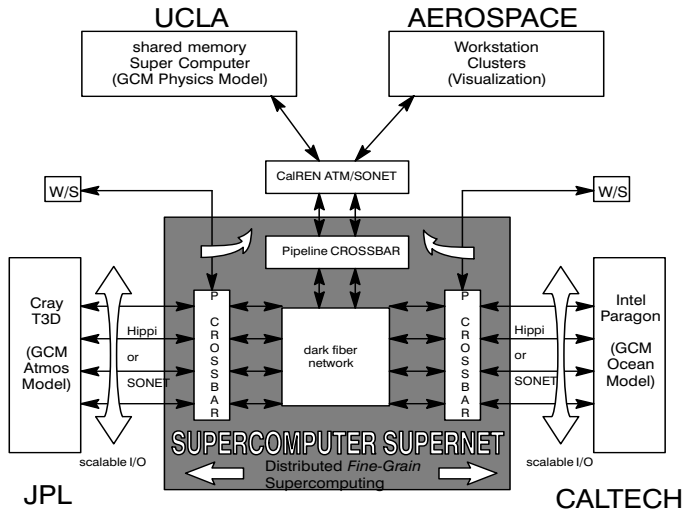 UCLA
AEROSPACE
shared memory
Super Computer
(GCM Physics Model)
Workstation
Clusters
(Visualization)
CalREN ATM/SONET
W/S
W/S
Pipeline CROSSBAR
Cray
T3D
(GCM
Atmos
Model)
Hippi
or
SONET
P CROSSBAR
dark fiber
network
P CROSSBAR
Hippi
or
SONET
Intel
Paragon
(GCM
Ocean
Model)
scalable I/O
SUPERCOMPUTER SUPERNET
Distributed Fine-Grain
Supercomputing
scalable I/O
JPL
CALTECH